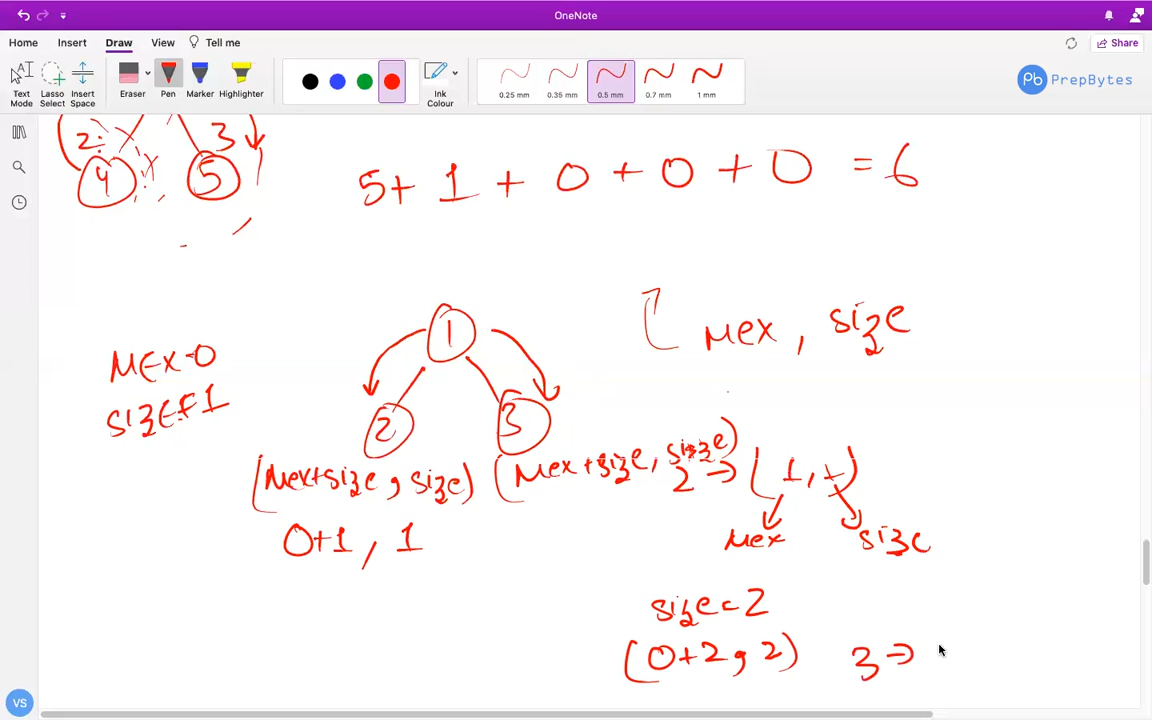 OneNote
Home Insert Draw View Tell me
Share
Text Mode
Lasso Select
Insert Space
Eraser
Pen
Marker
Highlighter
Ink Colour
0.25 mm
0.35 mm
0.5 mm
0.7 mm
1 mm
Pb PrepBytes
2 3
4 5
5+ 1 + 0 + 0 + 0 = 6
1
Mex, size
MEX=0
size=1
2 3
(Mex+size, size) (Mex+size, size)
2 => (1, 1)
0+1, 1
Mex size
size=2
(0+2, 2) 3 =>
VS